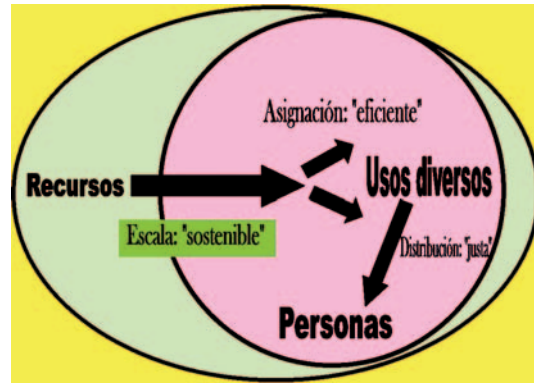 Asignación: "eficiente"
Recursos
Usos diversos
Escala: "sostenible"
Distribución: "justa"
Personas